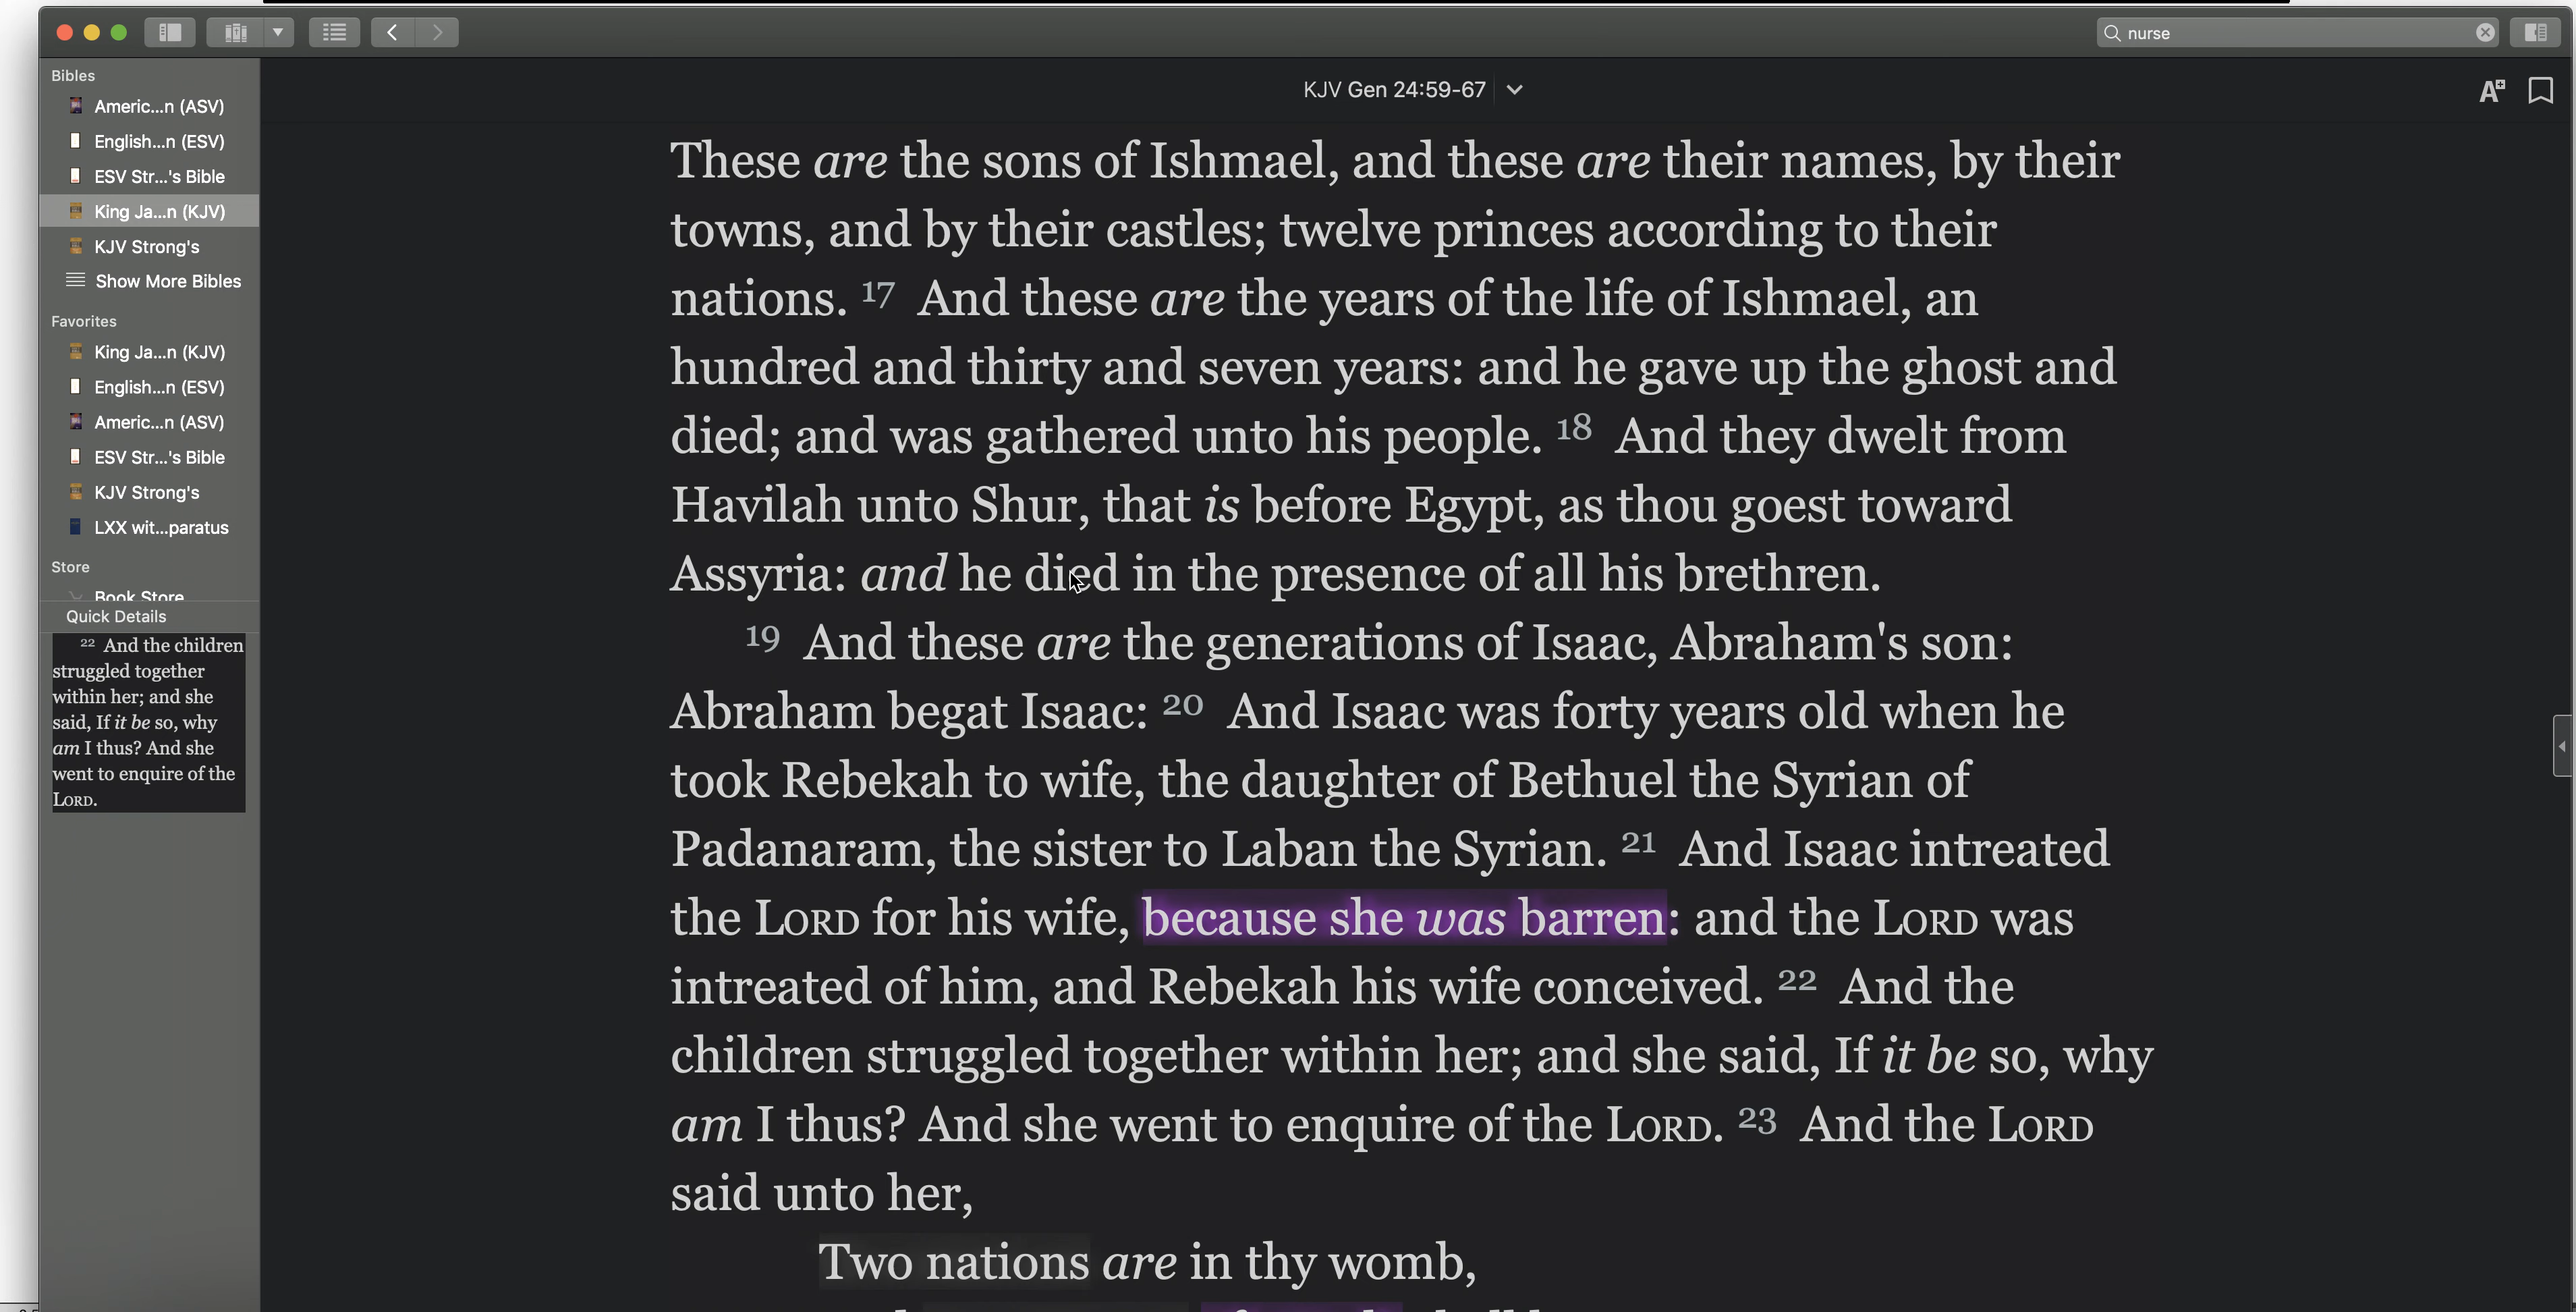 nurse
Bibles
Americ...n (ASV)
English...n (ESV)
ESV Str...'s Bible
King Ja...n (KJV)
KJV Strong's
Show More Bibles
Favorites
King Ja...n (KJV)
English...n (ESV)
Americ...n (ASV)
ESV Str...'s Bible
KJV Strong's
LXX wit...paratus
Store
Book Store
Quick Details
22 And the children
struggled together
within her; and she
said, If it be so, why
am I thus? And she
went to enquire of the
LORD.
KJV Gen 24:59-67
These are the sons of Ishmael, and these are their names, by their
towns, and by their castles; twelve princes according to their
nations. 17 And these are the years of the life of Ishmael, an
hundred and thirty and seven years: and he gave up the ghost and
died; and was gathered unto his people. 18 And they dwelt from
Havilah unto Shur, that is before Egypt, as thou goest toward
Assyria: and he died in the presence of all his brethren.
19 And these are the generations of Isaac, Abraham's son:
Abraham begat Isaac: 20 And Isaac was forty years old when he
took Rebekah to wife, the daughter of Bethuel the Syrian of
Padanaram, the sister to Laban the Syrian. 21 And Isaac intreated
the LORD for his wife, because she was barren: and the LORD was
intreated of him, and Rebekah his wife conceived. 22 And the
children struggled together within her; and she said, If it be so, why
am I thus? And she went to enquire of the LORD. 23 And the LORD
said unto her,
Two nations are in thy womb,